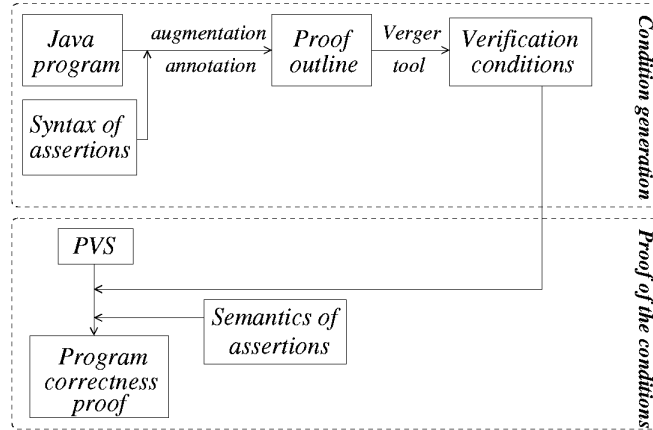 Java
program
augmentation
annotation
Proof
outline
Verger
tool
Verification
conditions
Syntax of
assertions
Condition generation
PVS
Semantics of
assertions
Program
correctness
proof
Proof of the conditions